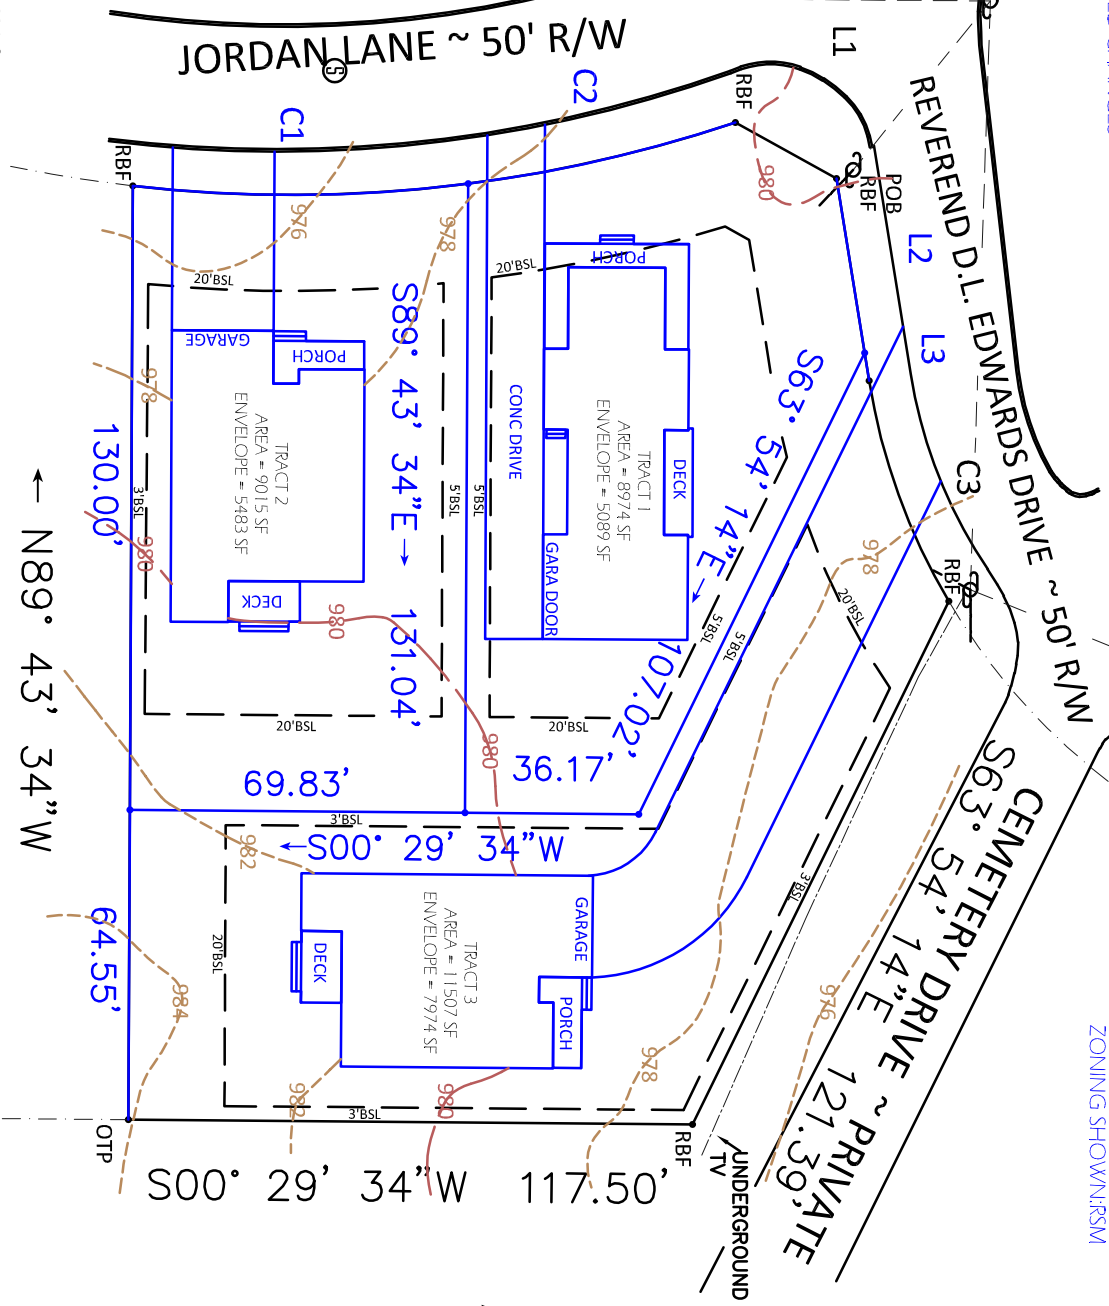 JORDAN LANE ~ 50' R/W
5
L1
REVEREND D.L. EDWARDS DRIVE ~ 50' R/W
C1
C2
L2
L3
C3
RBF
RBF
RBF
POB
RBF
RBF
OTP
976
978
980
978
980
980
980
982
984
982
980
978
976
978
20'BSL
20'BSL
GARAGE
PORCH
PORCH
S89° 43' 34"E → 131.04'
TRACT 2
AREA = 9015 SF
ENVELOPE = 5483 SF
DECK
3'BSL
5'BSL
5'BSL
20'BSL
20'BSL
CONC DRIVE
TRACT 1
AREA = 8974 SF
ENVELOPE = 5089 SF
DECK
GARA DOOR
S63° 54' 14"E →
107.02'
5'BSL
5'BSL
20'BSL
130.00'
← N89° 43' 34"W
69.83'
36.17'
3'BSL
←S00° 29' 34"W
64.55'
20'BSL
GARAGE
DECK
PORCH
TRACT 3
AREA = 11507 SF
ENVELOPE = 7974 SF
3'BSL
3'BSL
S00° 29' 34"W 117.50'
CEMETERY DRIVE ~ PRIVATE
S63° 54' 14"E 121.39'
UNDERGROUND
TV
ZONING SHOWN:RSM